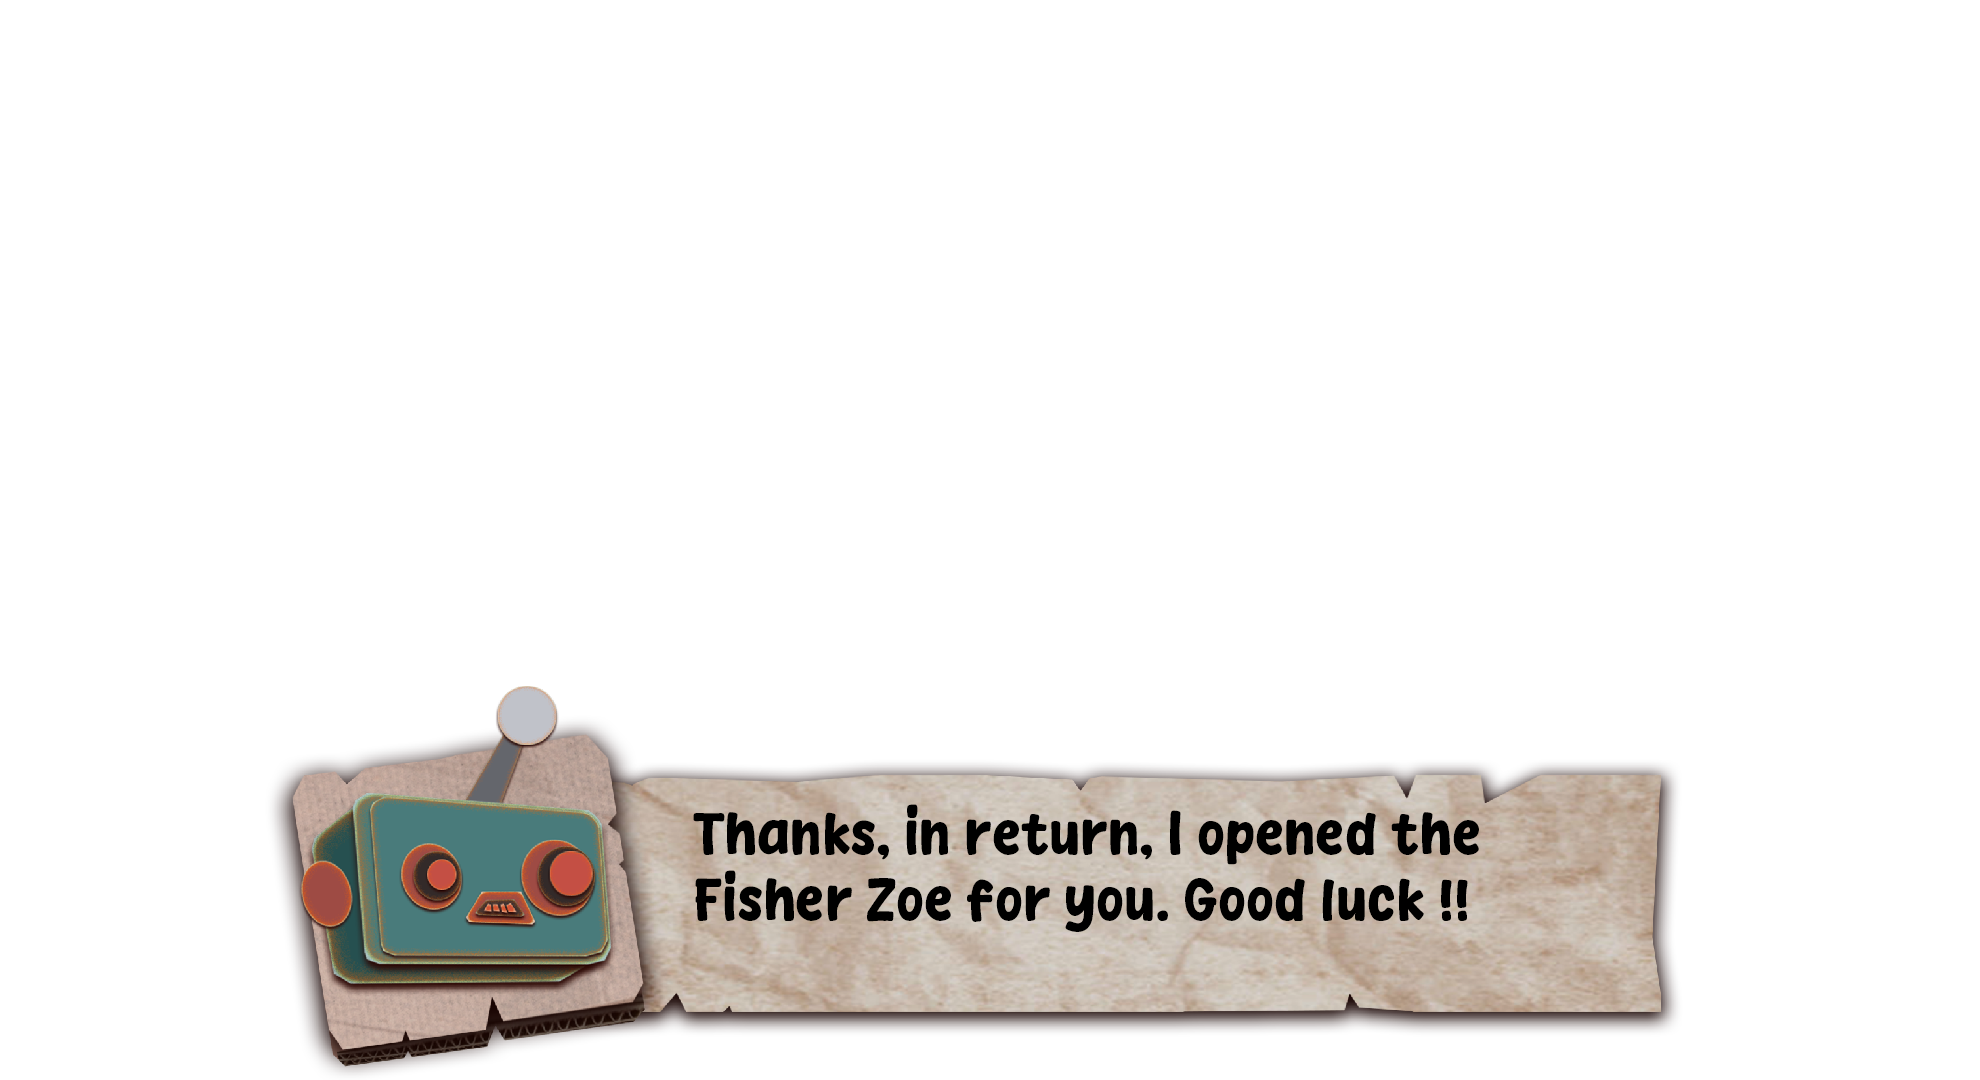 Thanks, in return, I opened the
Fisher Zoe for you. Good luck !!